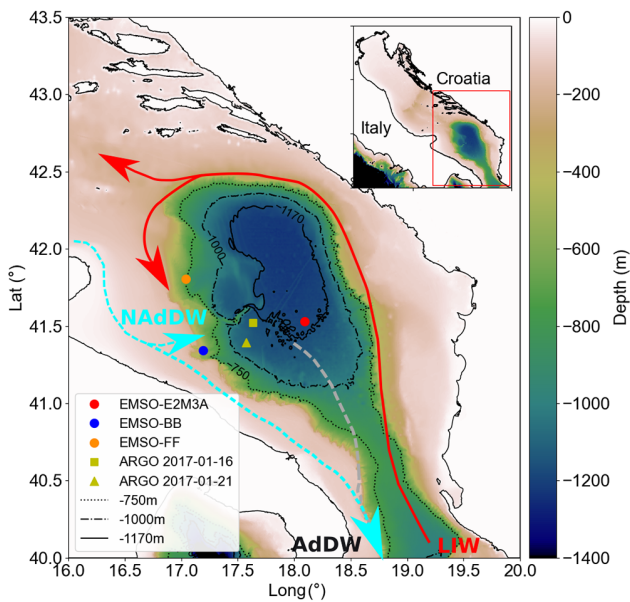 43.5
43.0
42.5
42.0
41.5
41.0
40.5
40.0
Lat (°)
16.0 16.5 17.0 17.5 18.0 18.5 19.0 19.5 20.0
Long(°)
Croatia
Italy
1170
-1000
-750
NAdDW
AdDW
LIW
EMSO-E2M3A
EMSO-BB
EMSO-FF
ARGO 2017-01-16
ARGO 2017-01-21
-750m
-1000m
-1170m
0
−200
−400
−600
−800
−1000
−1200
−1400
Depth (m)